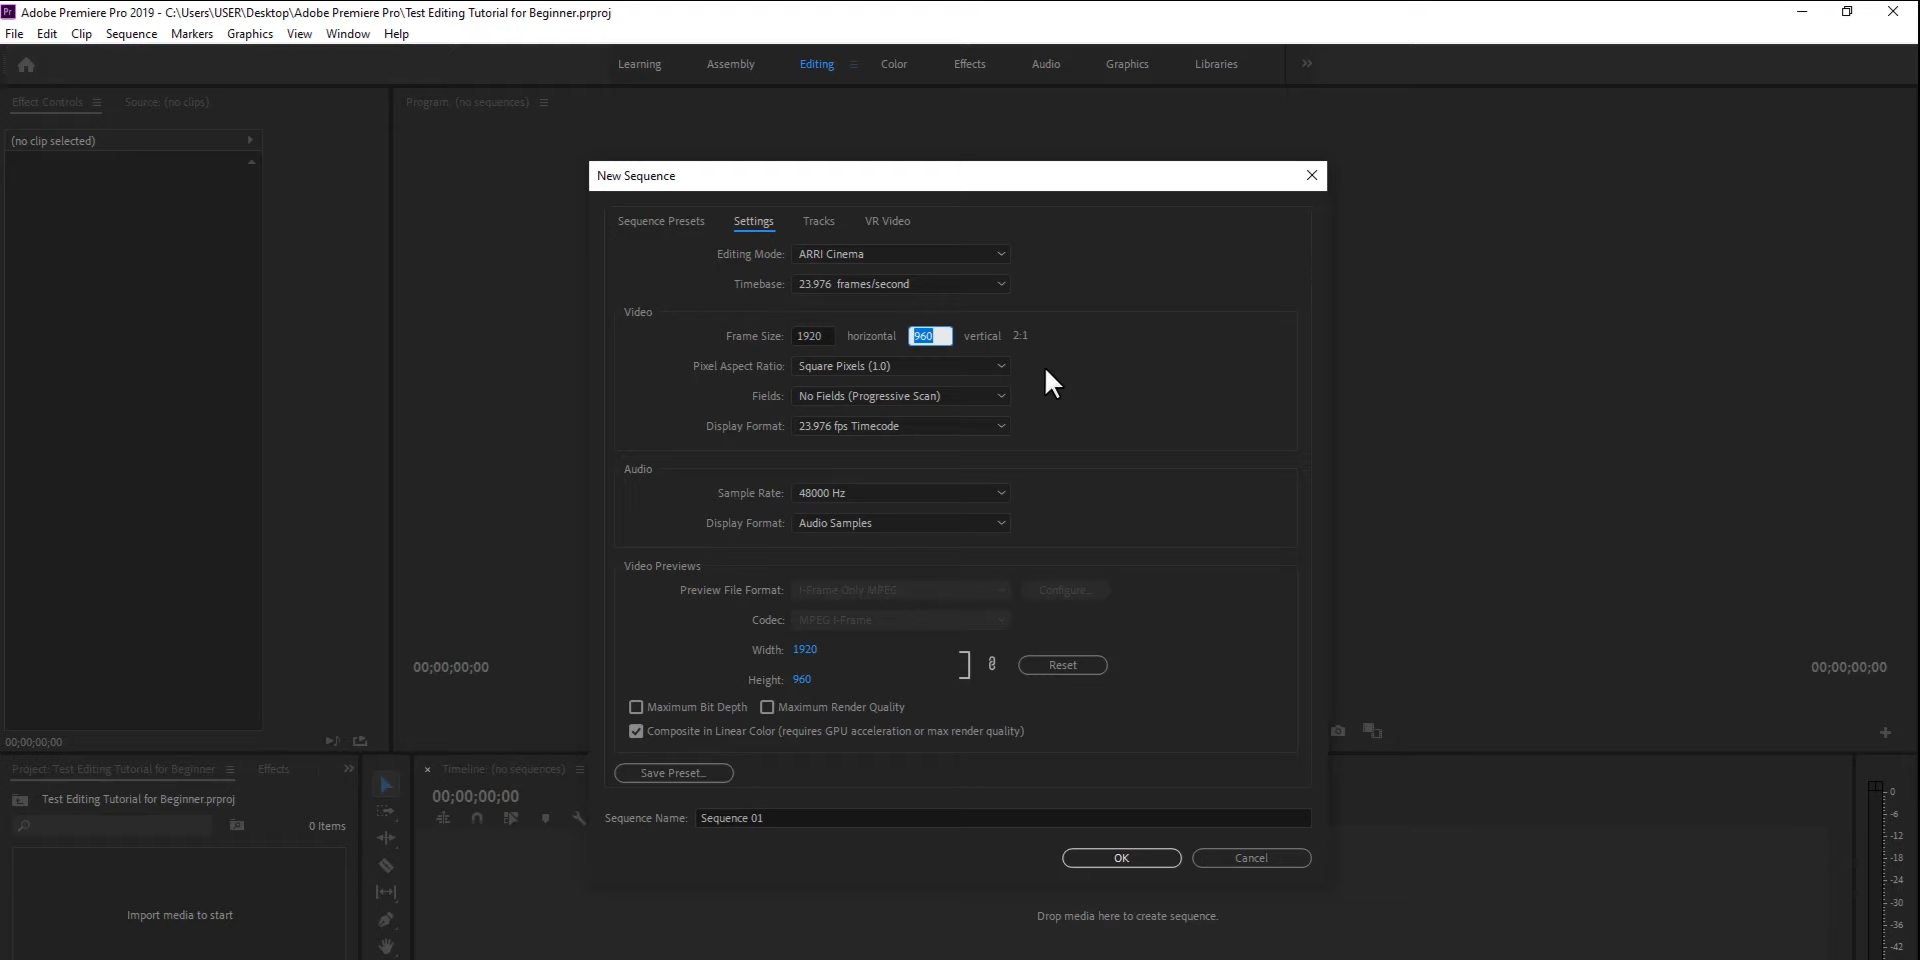 Pr Adobe Premiere Pro 2019 - C:\Users\USER\Desktop\Adobe Premiere Pro\Test Editing Tutorial for Beginner.prproj
File Edit Clip Sequence Markers Graphics View Window Help
Learning Assembly Editing Color Effects Audio Graphics Libraries
Effect Controls Source: (no clips) Program: (no sequences)
(no clip selected)
New Sequence
Sequence Presets Settings Tracks VR Video
Editing Mode: ARRI Cinema
Timebase: 23.976 frames/second
Video
Frame Size: 1920 horizontal 960 vertical 2:1
Pixel Aspect Ratio: Square Pixels (1.0)
Fields: No Fields (Progressive Scan)
Display Format: 23.976 fps Timecode
Audio
Sample Rate: 48000 Hz
Display Format: Audio Samples
Video Previews
Preview File Format: I-Frame Only MPEG Configure...
Codec: MPEG I-Frame
Width: 1920
Height: 960
Reset
00;00;00;00 00;00;00;00
Maximum Bit Depth Maximum Render Quality
Composite in Linear Color (requires GPU acceleration or max render quality)
00;00;00;00
Save Preset...
Project: Test Editing Tutorial for Beginner Effects
Timeline: (no sequences)
00;00;00;00
Test Editing Tutorial for Beginner.prproj
0 Items
Sequence Name: Sequence 01
OK Cancel
Import media to start
Drop media here to create sequence.
0
-6
-12
-18
-24
-30
-36
-42